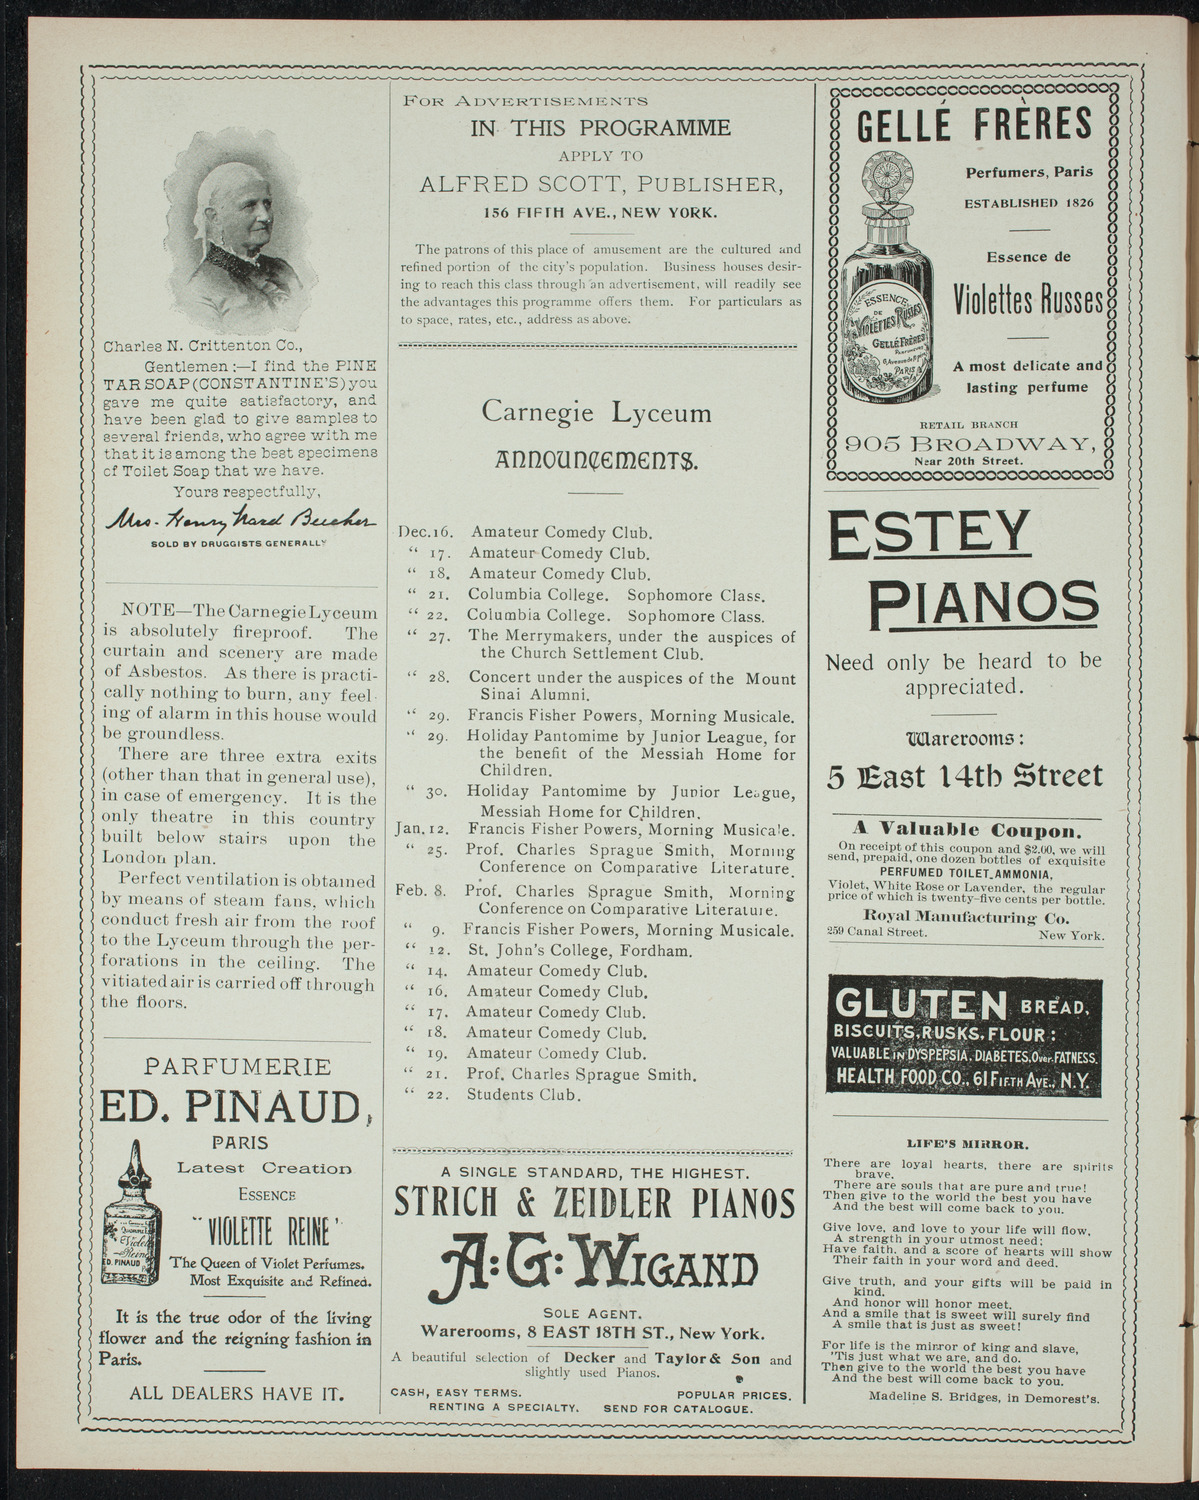 Charles N. Crittenton Co.,
Gentlemen :—I find the PINE
TAR SOAP (CONSTANTINE'S) you
gave me quite satisfactory, and
have been glad to give samples to
several friends, who agree with me
that it is among the best specimens
of Toilet Soap that we have.
Yours respectfully,
Mrs. Henry Ward Beecher
SOLD BY DRUGGISTS GENERALLY
NOTE—The Carnegie Lyceum
is absolutely fireproof. The
curtain and scenery are made
of Asbestos. As there is practi-
cally nothing to burn, any feel-
ing of alarm in this house would
be groundless.
There are three extra exits
(other than that in general use),
in case of emergency. It is the
only theatre in this country
built below stairs upon the
London plan.
Perfect ventilation is obtained
by means of steam fans, which
conduct fresh air from the roof
to the Lyceum through the per-
forations in the ceiling. The
vitiated air is carried off through
the floors.
PARFUMERIE
ED. PINAUD,
PARIS
Latest Creation
ESSENCE
"VIOLETTE REINE"
The Queen of Violet Perfumes.
Most Exquisite and Refined.
ED. PINAUD
It is the true odor of the living
flower and the reigning fashion in
Paris.
ALL DEALERS HAVE IT.
FOR ADVERTISEMENTS
IN THIS PROGRAMME
APPLY TO
ALFRED SCOTT, PUBLISHER,
156 FIFTH AVE., NEW YORK.
The patrons of this place of amusement are the cultured and
refined portion of the city's population. Business houses desir-
ing to reach this class through an advertisement, will readily see
the advantages this programme offers them. For particulars as
to space, rates, etc., address as above.
Carnegie Lyceum
ANNOUNCEMENTS.
Dec. 16. Amateur Comedy Club.
" 17. Amateur Comedy Club.
" 18. Amateur Comedy Club.
" 21. Columbia College. Sophomore Class.
" 22. Columbia College. Sophomore Class.
" 27. The Merrymakers, under the auspices of
the Church Settlement Club.
" 28. Concert under the auspices of the Mount
Sinai Alumni.
" 29. Francis Fisher Powers, Morning Musicale.
" 29. Holiday Pantomime by Junior League, for
the benefit of the Messiah Home for
Children.
" 30. Holiday Pantomime by Junior League,
Messiah Home for Children.
Jan. 12. Francis Fisher Powers, Morning Musicale.
" 25. Prof. Charles Sprague Smith, Morning
Conference on Comparative Literature.
Feb. 8. Prof. Charles Sprague Smith, Morning
Conference on Comparative Literature.
" 9. Francis Fisher Powers, Morning Musicale.
" 12. St. John's College, Fordham.
" 14. Amateur Comedy Club.
" 16. Amateur Comedy Club.
" 17. Amateur Comedy Club.
" 18. Amateur Comedy Club.
" 19. Amateur Comedy Club.
" 21. Prof. Charles Sprague Smith.
" 22. Students Club.
A SINGLE STANDARD, THE HIGHEST.
STRICH & ZEIDLER PIANOS
A. G. WIGAND
SOLE AGENT.
Warerooms, 8 EAST 18TH ST., New York.
A beautiful selection of Decker and Taylor & Son and
slightly used Pianos.
CASH, EASY TERMS. POPULAR PRICES.
RENTING A SPECIALTY. SEND FOR CATALOGUE.
GELLÉ FRÈRES
Perfumers, Paris
ESTABLISHED 1826
Essence de
Violettes Russes
A most delicate and
lasting perfume
ESSENCE
DE
VIOLETTES RUSSES
GELLÉ FRÈRES
PARIS
RETAIL BRANCH
905 BROADWAY,
Near 20th Street.
ESTEY
PIANOS
Need only be heard to be
appreciated.
Warerooms:
5 East 14th Street
A Valuable Coupon.
On receipt of this coupon and $2.00, we will
send, prepaid, one dozen bottles of exquisite
PERFUMED TOILET AMMONIA,
Violet, White Rose or Lavender, the regular
price of which is twenty-five cents per bottle.
Royal Manufacturing Co.
259 Canal Street. New York.
GLUTEN BREAD,
BISCUITS, RUSKS, FLOUR:
VALUABLE IN DYSPEPSIA, DIABETES, OVER-FATNESS.
HEALTH FOOD CO., 61 FIFTH AVE., N.Y.
LIFE'S MIRROR.
There are loyal hearts, there are spirits
brave,
There are souls that are pure and true!
Then give to the world the best you have
And the best will come back to you.
Give love, and love to your life will flow,
A strength in your utmost need;
Have faith, and a score of hearts will show
Their faith in your word and deed.
Give truth, and your gifts will be paid in
kind.
And honor will honor meet.
And a smile that is sweet will surely find
A smile that is just as sweet!
For life is the mirror of king and slave,
'Tis just what we are, and do.
Then give to the world the best you have
And the best will come back to you.
Madeline S. Bridges, in Demorest's.